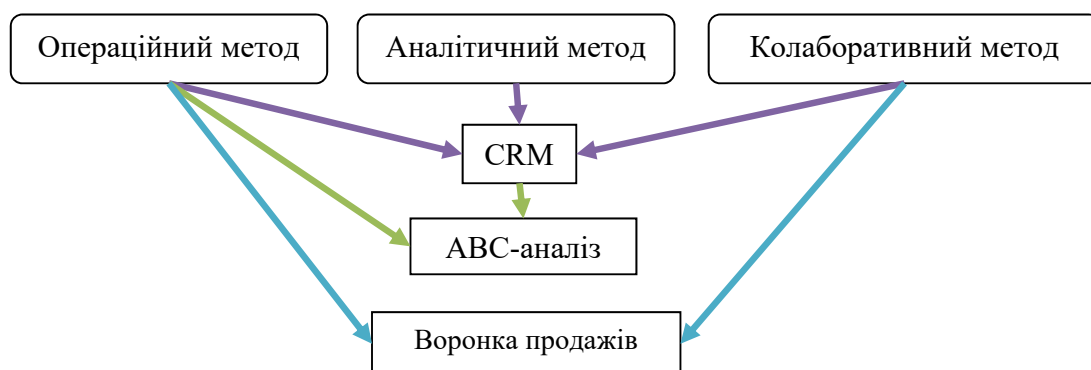 Операційний метод
Аналітичний метод
Колаборативний метод
CRM
ABC-аналіз
Воронка продажів